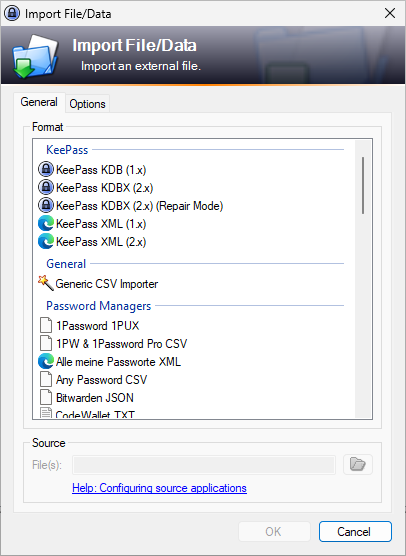 Import File/Data
Import File/Data
Import an external file.
General
Options
Format
KeePass
KeePass KDB (1.x)
KeePass KDBX (2.x)
KeePass KDBX (2.x) (Repair Mode)
KeePass XML (1.x)
KeePass XML (2.x)
General
Generic CSV Importer
Password Managers
1Password 1PUX
1PW & 1Password Pro CSV
Alle meine Passworte XML
Any Password CSV
Bitwarden JSON
CodeWallet TXT
Source
File(s):
Help: Configuring source applications
OK
Cancel